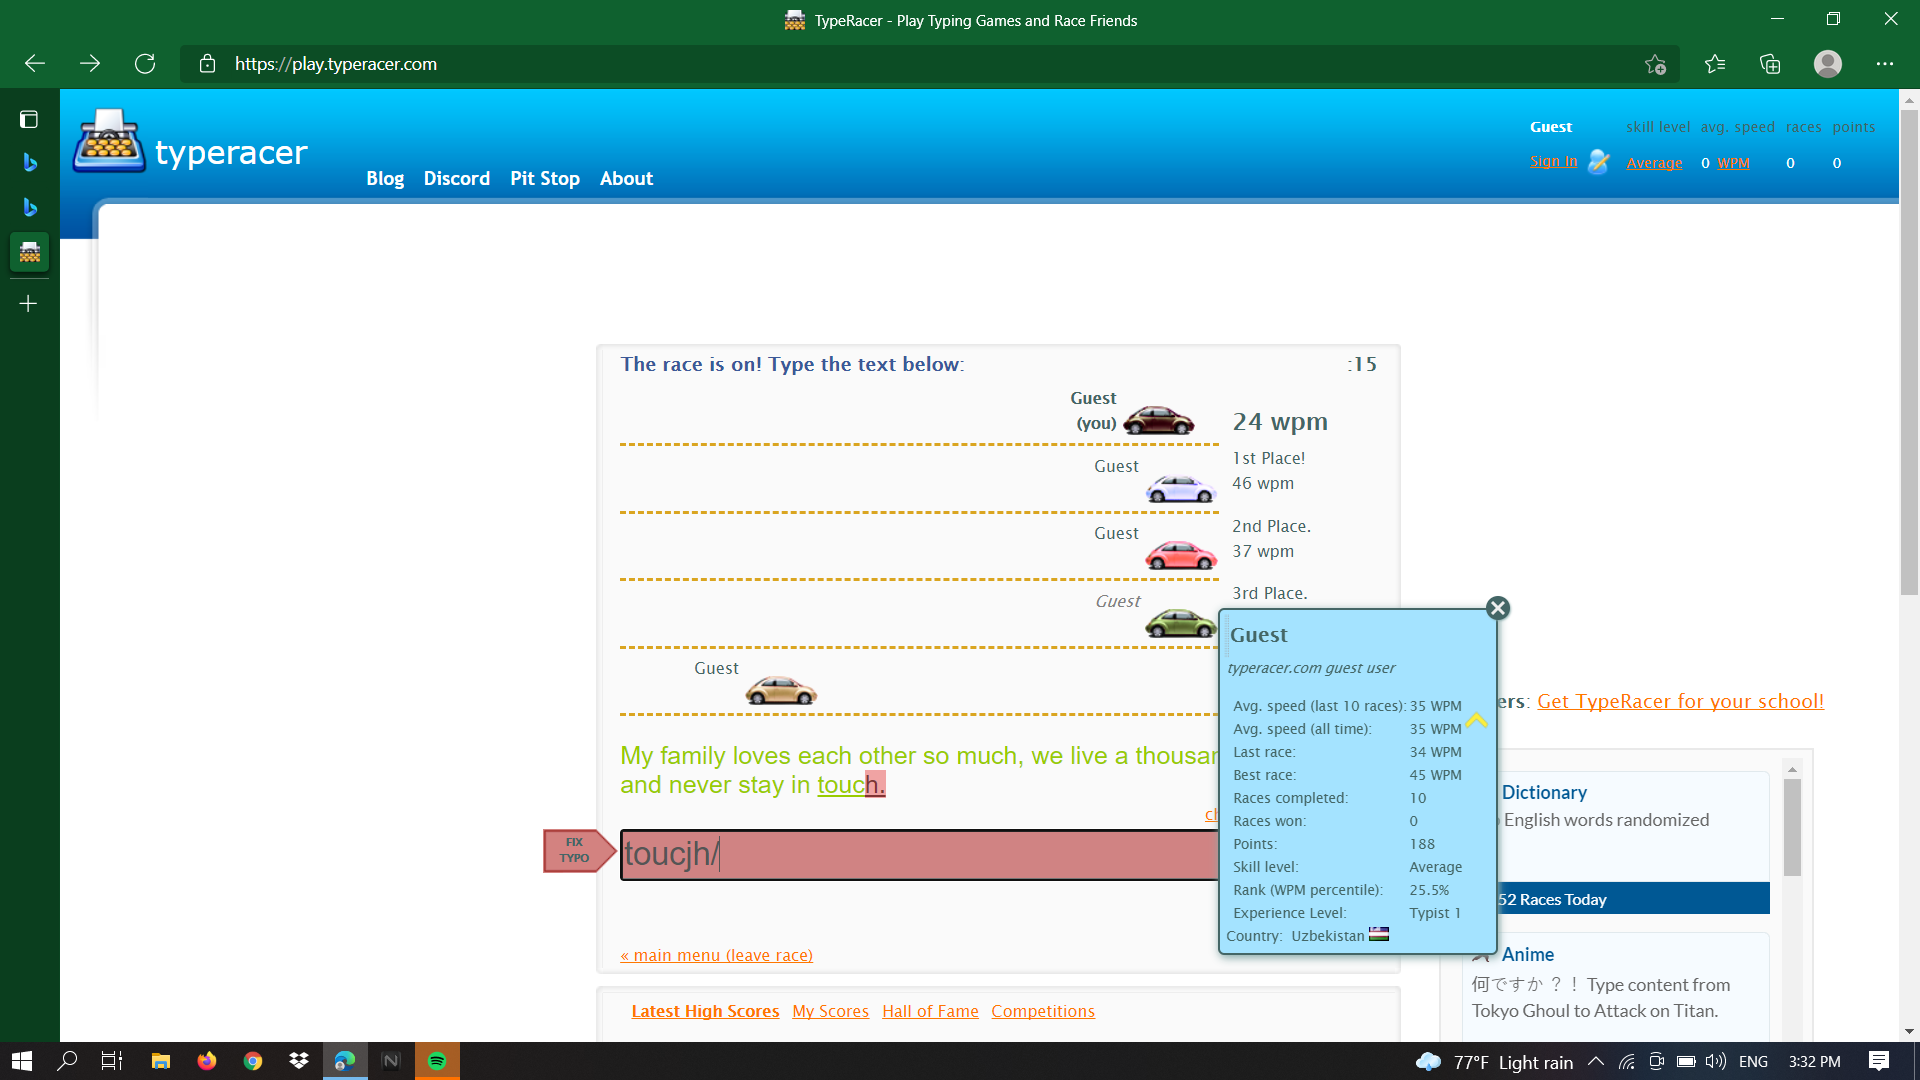 TypeRacer - Play Typing Games and Race Friends
https://play.typeracer.com
typeracer
Blog Discord Pit Stop About
Guest skill level avg. speed races points
Sign In Average 0 WPM 0 0
The race is on! Type the text below: :15
Guest
(you)
24 wpm
Guest
1st Place!
46 wpm
Guest
2nd Place.
37 wpm
Guest
3rd Place.
Guest
My family loves each other so much, we live a thousan
and never stay in touch.
ch
FIX
TYPO
toucjh/
« main menu (leave race)
Latest High Scores My Scores Hall of Fame Competitions
Guest
typeracer.com guest user
Avg. speed (last 10 races): 35 WPM
Avg. speed (all time): 35 WPM
Last race: 34 WPM
Best race: 45 WPM
Races completed: 10
Races won: 0
Points: 188
Skill level: Average
Rank (WPM percentile): 25.5%
Experience Level: Typist 1
Country: Uzbekistan
ers: Get TypeRacer for your school!
Dictionary
English words randomized
52 Races Today
Anime
何ですか ? ! Type content from
Tokyo Ghoul to Attack on Titan.
77°F Light rain ENG 3:32 PM